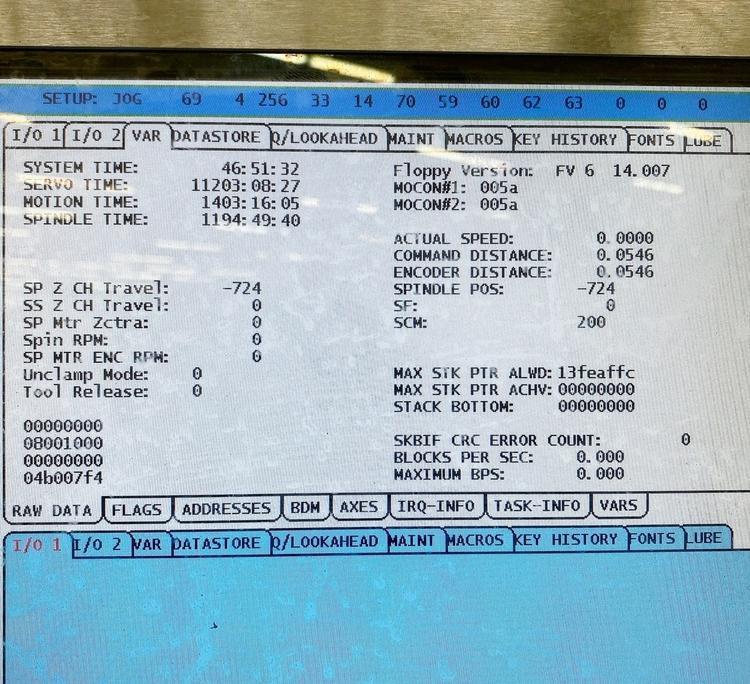 SETUP: JOG 69 4 256 33 14 70 59 60 62 63 0 0 0
I/O 1 I/O 2 VAR DATASTORE Q/LOOKAHEAD MAINT MACROS KEY HISTORY FONTS LUBE
SYSTEM TIME: 46:51:32
SERVO TIME: 11203:08:27
MOTION TIME: 1403:16:05
SPINDLE TIME: 1194:49:40
SP Z CH Travel: -724
SS Z CH Travel: 0
SP Mtr Zctra: 0
Spin RPM: 0
SP MTR ENC RPM: 0
Unclamp Mode: 0
Tool Release: 0
00000000
08001000
00000000
04b007f4
Floppy Version: FV 6 14.007
MOCON#1: 005a
MOCON#2: 005a
ACTUAL SPEED: 0.0000
COMMAND DISTANCE: 0.0546
ENCODER DISTANCE: 0.0546
SPINDLE POS: -724
SF: 0
SCM: 200
MAX STK PTR ALWD: 13feaffc
MAX STK PTR ACHV: 00000000
STACK BOTTOM: 00000000
SKBIF CRC ERROR COUNT: 0
BLOCKS PER SEC: 0.000
MAXIMUM BPS: 0.000
RAW DATA FLAGS ADDRESSES BDM AXES IRQ-INFO TASK-INFO VARS
I/O 1 I/O 2 VAR DATASTORE Q/LOOKAHEAD MAINT MACROS KEY HISTORY FONTS LUBE